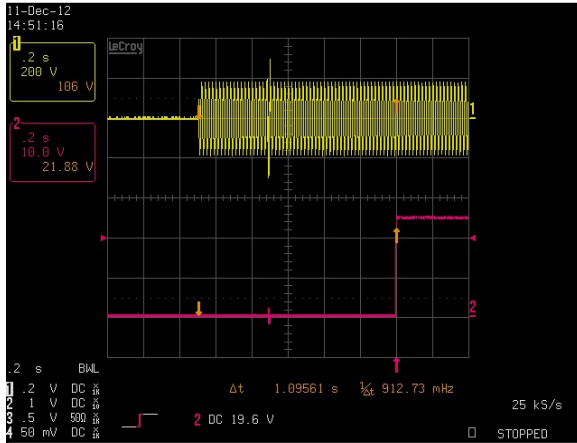 11-Dec-12
14:51:16
LeCroy
1
.2 s
200 V
106 V
1
2
.2 s
10.0 V
21.88 V
2
.2 s BWL
1 .2 V DC
2 1 V DC
3 .5 V 50Ω
4 50 mV DC
Δt 1.09561 s 1/Δt 912.73 mHz
2 DC 19.6 V
25 kS/s
STOPPED